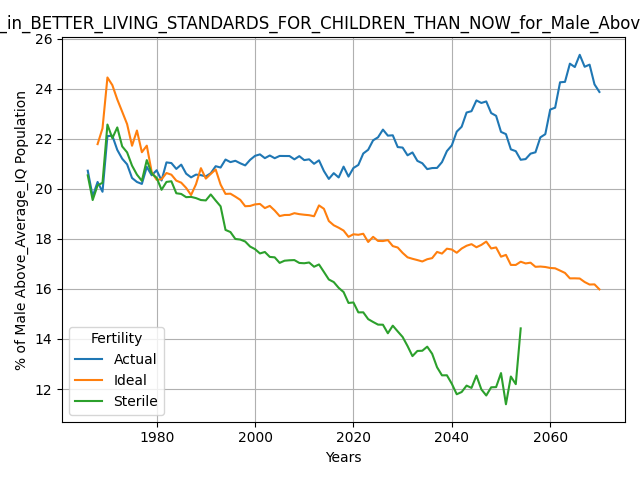 _in_BETTER_LIVING_STANDARDS_FOR_CHILDREN_THAN_NOW_for_Male_Above
% of Male Above_Average_IQ Population
26
24
22
20
18
16
14
12
Fertility
Actual
Ideal
Sterile
1980 2000 2020 2040 2060
Years